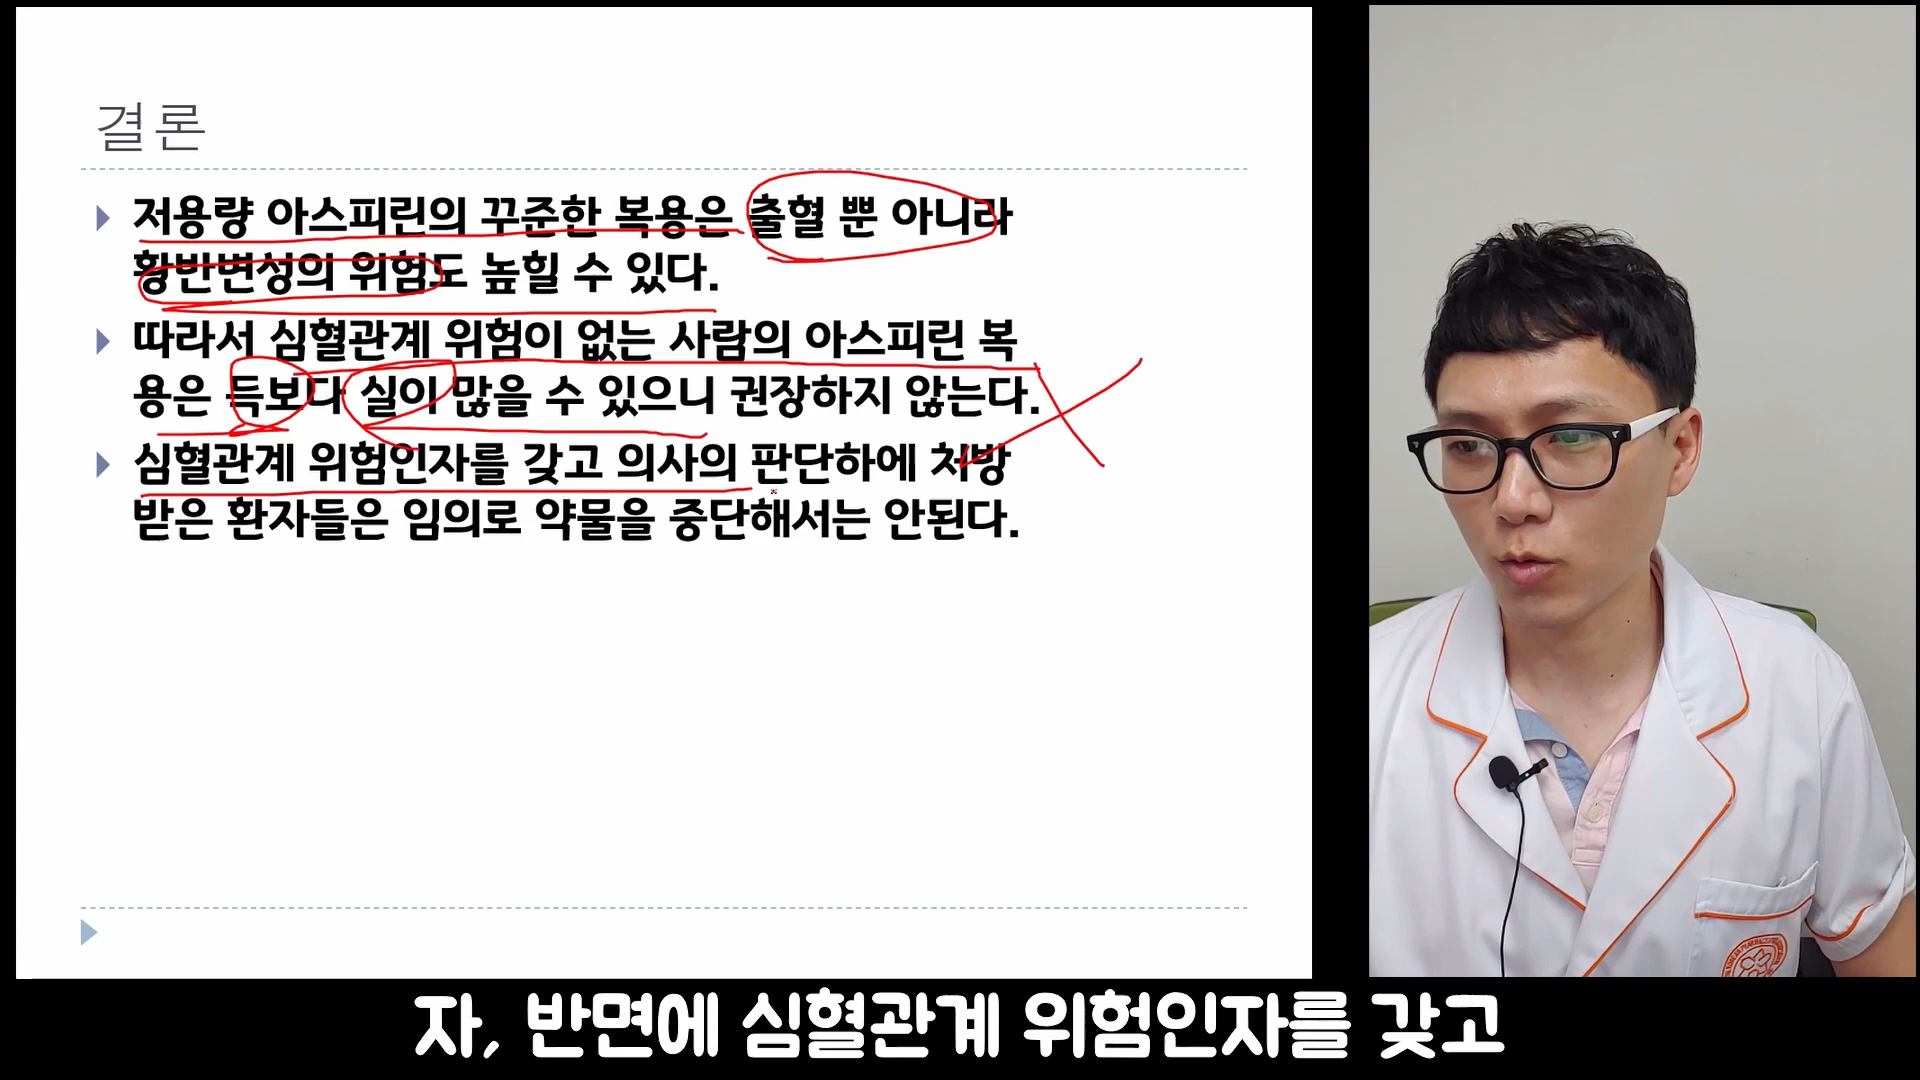 결론
저용량 아스피린의 꾸준한 복용은 출혈 뿐 아니라
황반변성의 위험도 높힐 수 있다.
따라서 심혈관계 위험이 없는 사람의 아스피린 복
용은 득보다 실이 많을 수 있으니 권장하지 않는다.
심혈관계 위험인자를 갖고 의사의 판단하에 처방
받은 환자들은 임의로 약물을 중단해서는 안된다.
자, 반면에 심혈관계 위험인자를 갖고